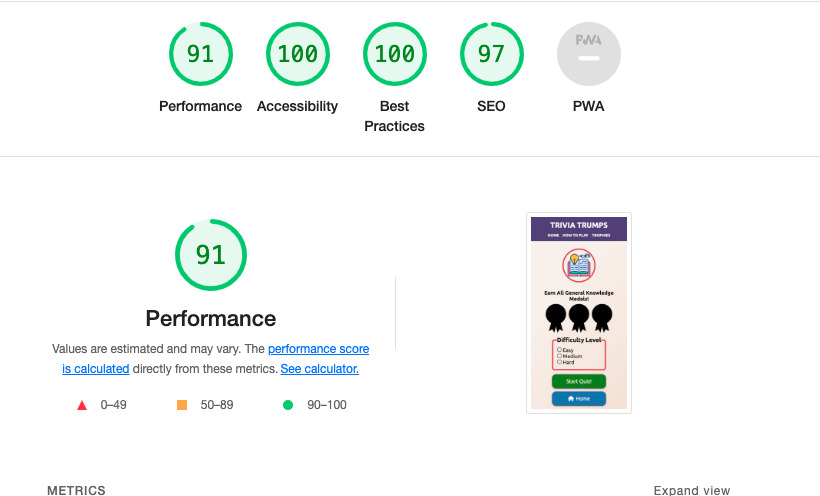 91
100
100
97
PWA
Performance
Accessibility
Best
Practices
SEO
PWA
91
Performance
Values are estimated and may vary. The performance score
is calculated directly from these metrics. See calculator.
0–49
50–89
90–100
TRIVIA TRUMPS
HOME HOW TO PLAY TROPHIES
Earn All General Knowledge
Medals!
Difficulty Level
Easy
Medium
Hard
Start Quiz!
Home
METRICS
Expand view